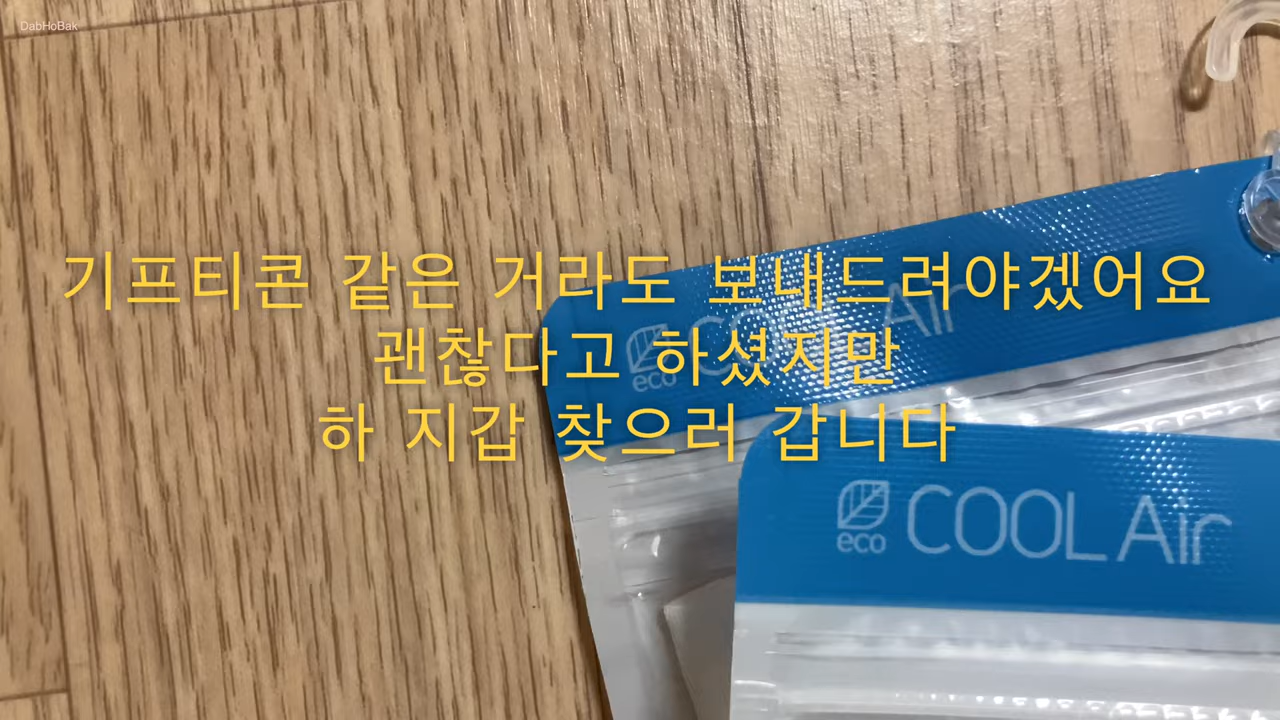 DabHoBak
기프티콘 같은 거라도 보내드려야겠어요
괜찮다고 하셨지만
하 지갑 찾으러 갑니다
eco COOL Air
eco COOL Air